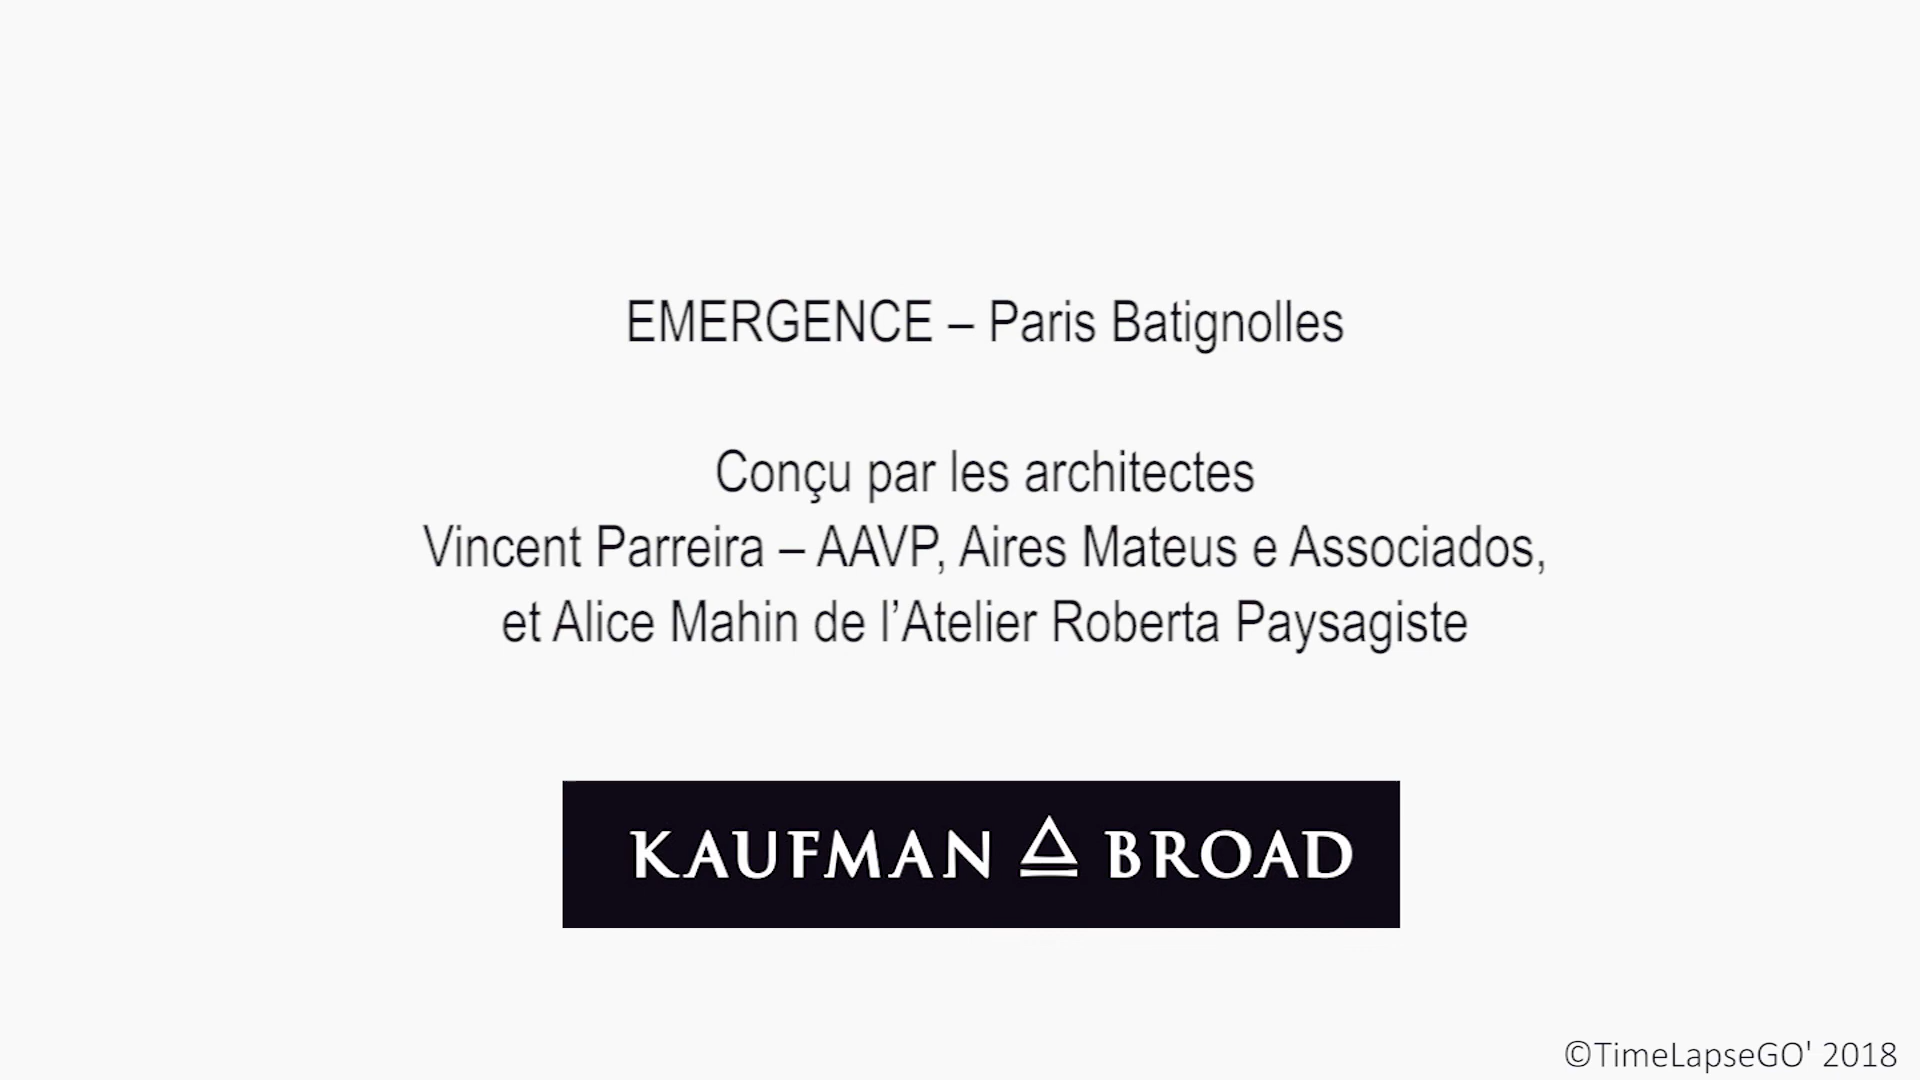 EMERGENCE – Paris Batignolles
Conçu par les architectes
Vincent Parreira – AAVP, Aires Mateus e Associados,
et Alice Mahin de l’Atelier Roberta Paysagiste
KAUFMAN BROAD
©TimeLapseGO' 2018